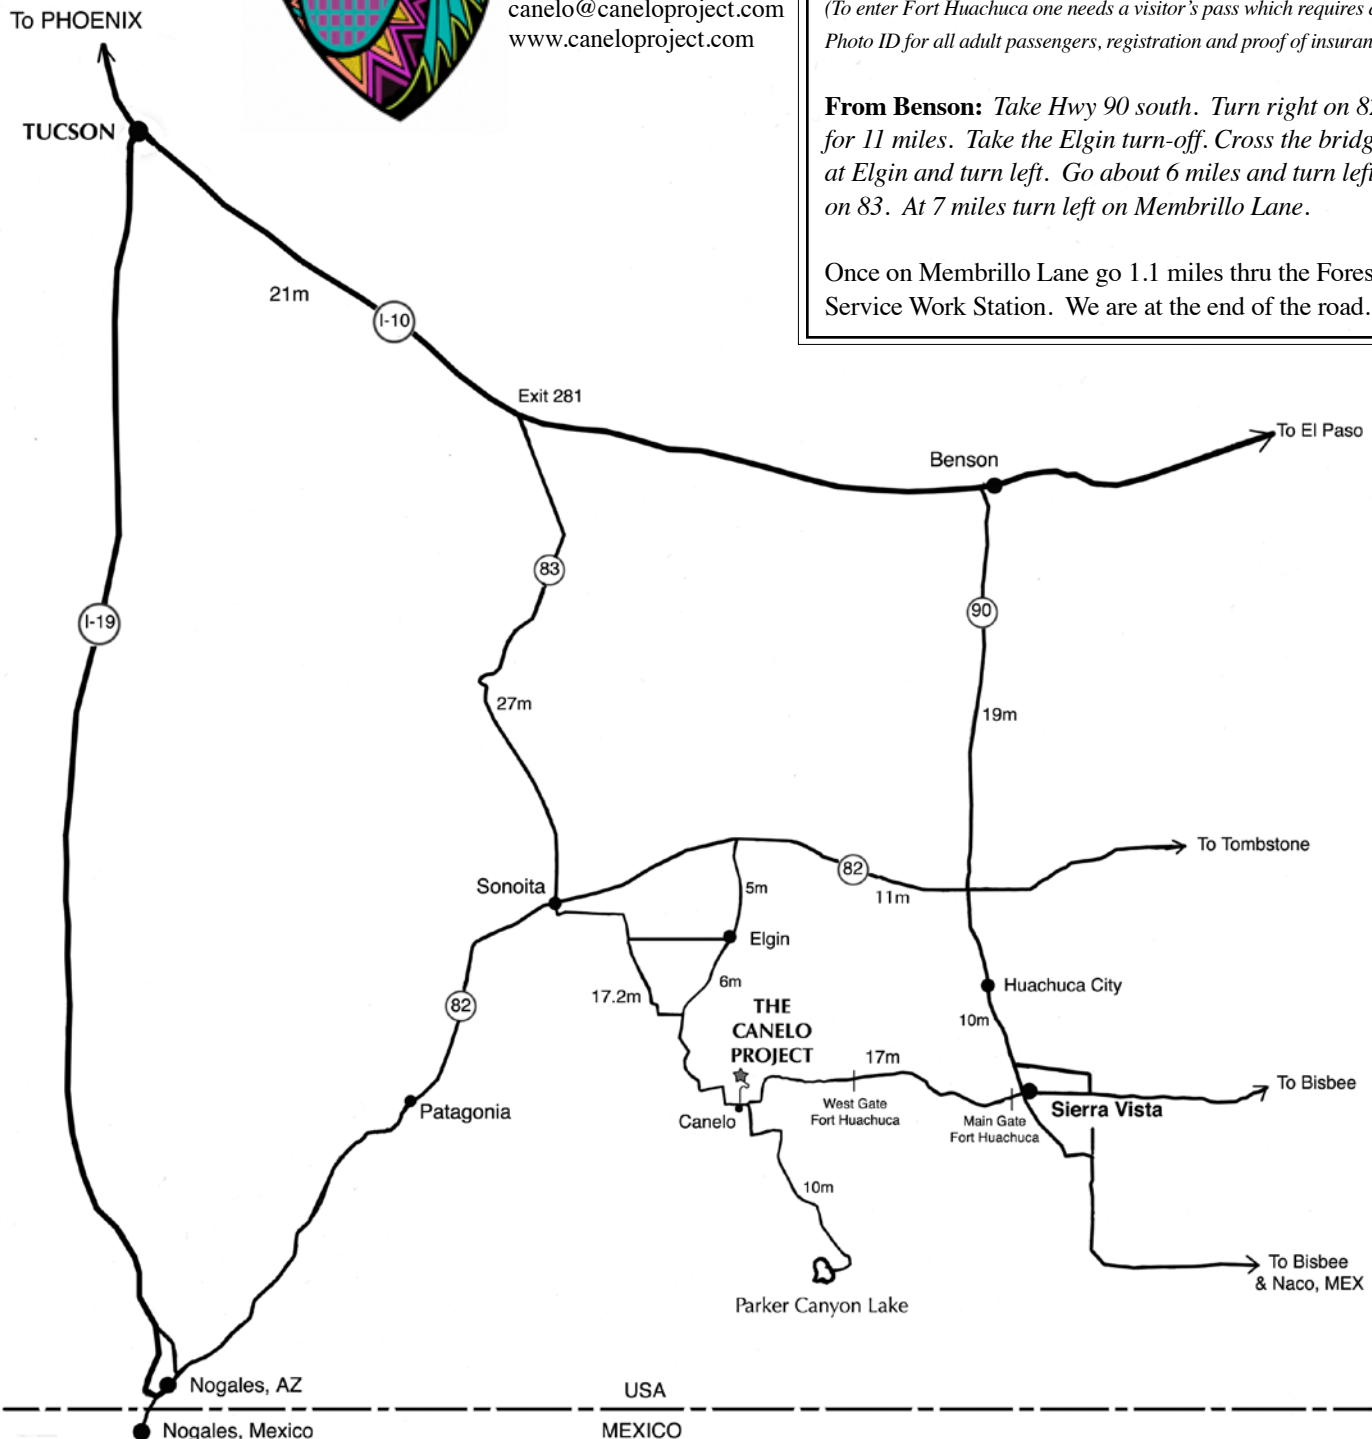 To PHOENIX
canelo@caneloproject.com
www.caneloproject.com
(To enter Fort Huachuca one needs a visitor's pass which requires
Photo ID for all adult passengers, registration and proof of
From Benson: Take Hwy 90 south. Turn right on
for 11 miles. Take the Elgin turn-off. Cross the
at Elgin and turn left. Go about 6 miles and turn left
on 83. At 7 miles turn left on Membrillo Lane.
Once on Membrillo Lane go 1.1 miles thru the
Service Work Station. We are at the end of the road.
TUCSON
21m
I-10
Exit 281
To El Paso
Benson
83
90
I-19
27m
19m
To Tombstone
82
Sonoita
5m
11m
Elgin
6m
17.2m
Huachuca City
82
THE
CANELO
PROJECT
10m
17m
To Bisbee
West Gate
Fort Huachuca
Sierra Vista
Patagonia
Canelo
Main Gate
Fort Huachuca
10m
To Bisbee
& Naco, MEX
Parker Canyon Lake
Nogales, AZ
USA
Nogales, Mexico
MEXICO